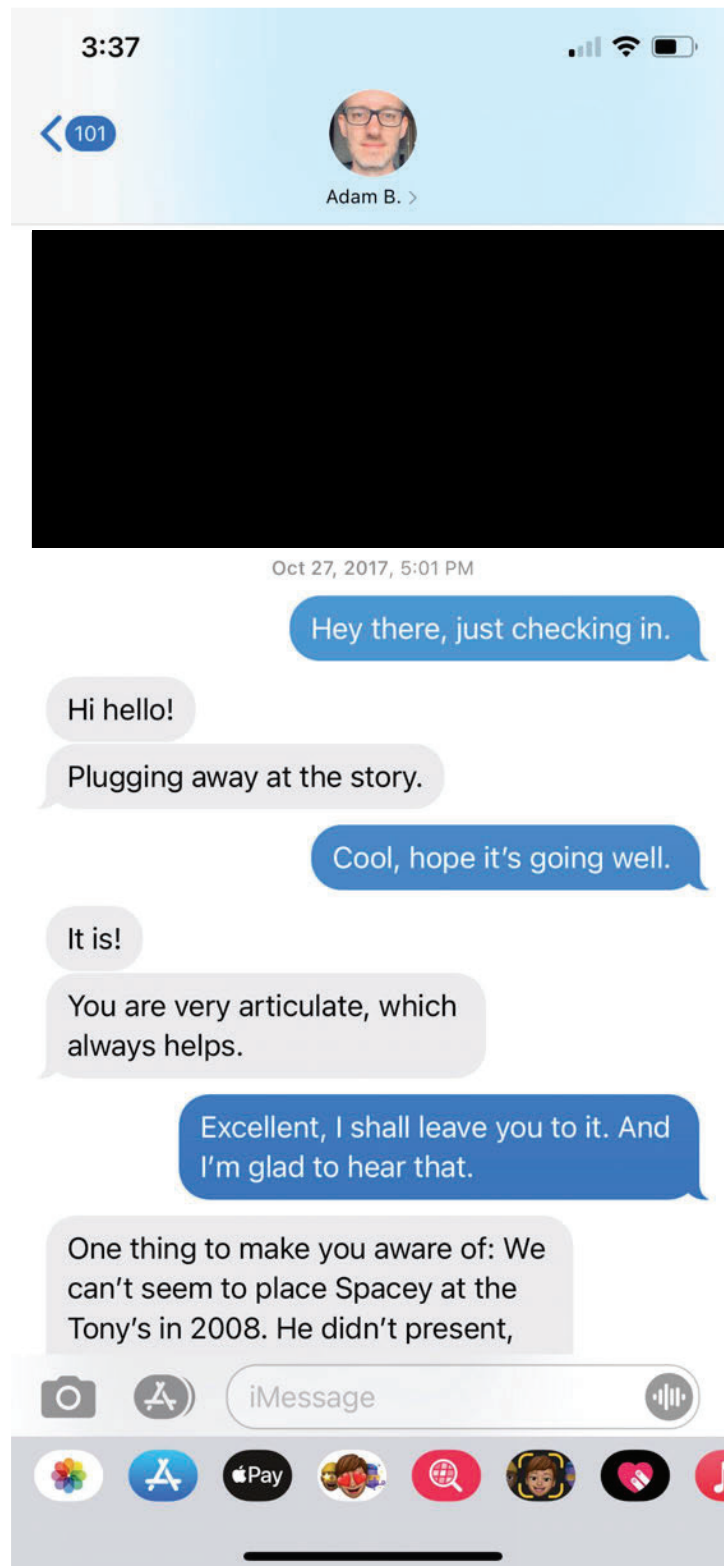 3:37
101
Adam B. >
Oct 27, 2017, 5:01 PM
Hey there, just checking in.
Hi hello!
Plugging away at the story.
Cool, hope it's going well.
It is!
You are very articulate, which
always helps.
Excellent, I shall leave you to it. And
I'm glad to hear that.
One thing to make you aware of: We
can't seem to place Spacey at the
Tony's in 2008. He didn't present,
iMessage
Pay